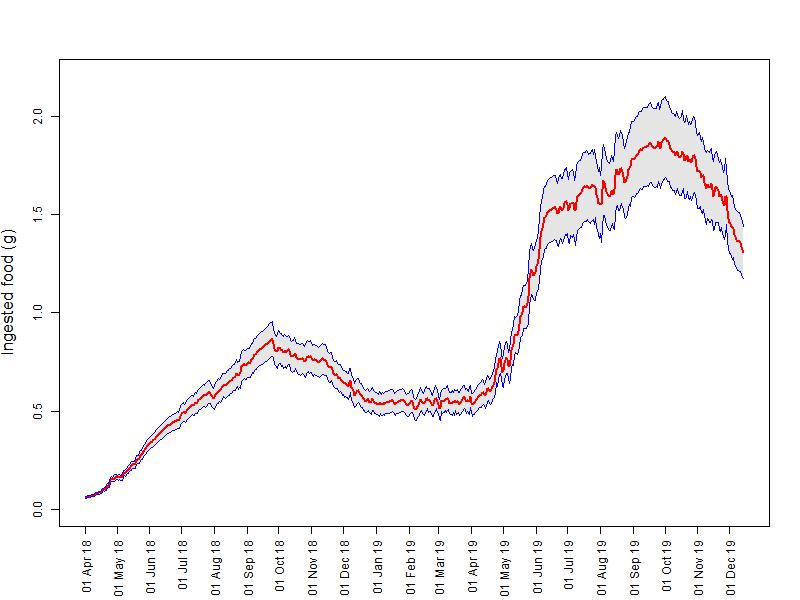 Ingested food (g)
2.0
1.5
1.0
0.5
0.0
01 Apr 18
01 May 18
01 Jun 18
01 Jul 18
01 Aug 18
01 Sep 18
01 Oct 18
01 Nov 18
01 Dec 18
01 Jan 19
01 Feb 19
01 Mar 19
01 Apr 19
01 May 19
01 Jun 19
01 Jul 19
01 Aug 19
01 Sep 19
01 Oct 19
01 Nov 19
01 Dec 19